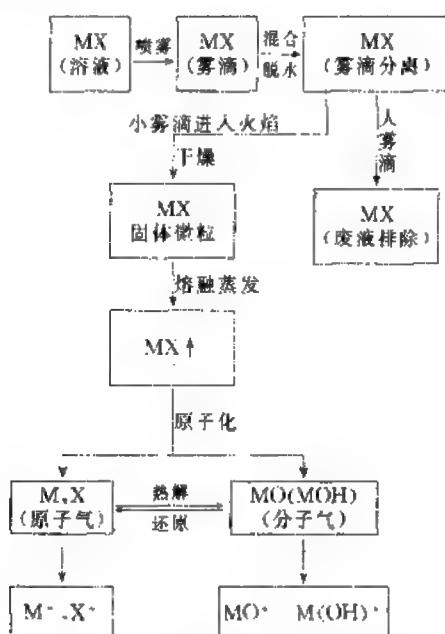 MX
(溶液)
喷雾
MX
(雾滴)
混合
脱水
MX
(雾滴分离)
小雾滴进入火焰
干燥
人雾滴
MX
固体微粒
MX
(废液排除)
熔融蒸发
MX↑
原子化
M、X
(原子气)
热解
还原
MO(MOH)
(分子气)
M⁺、X⁺
MO⁺ M(OH)⁺